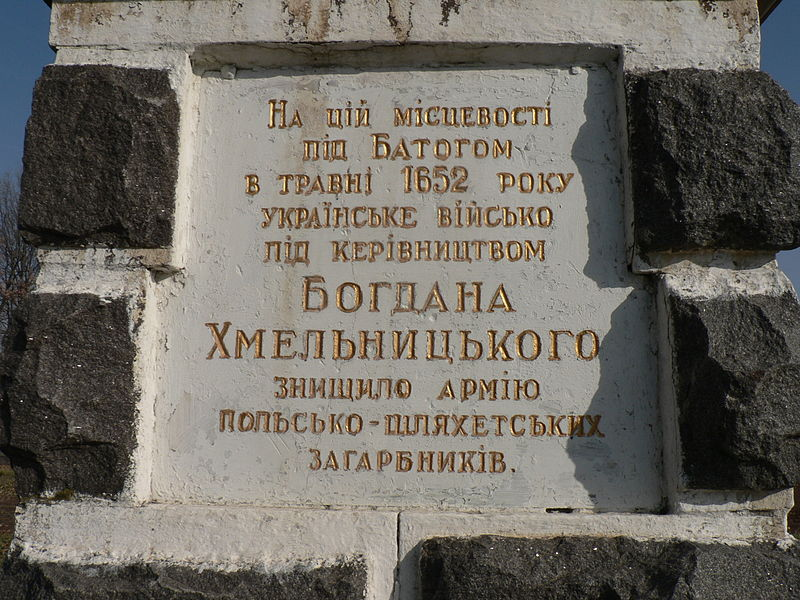 На цій місцевості
під Батогом
в травні 1652 року
українське військо
під керівництвом
Богдана
Хмельницького
знищило армію
польсько-шляхетських
загарбників.